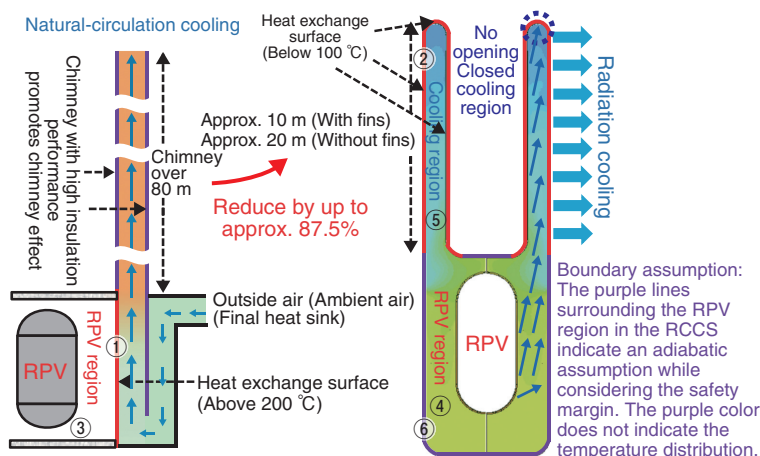 Natural-circulation cooling
Chimney with high insulation
performance
promotes chimney effect
Chimney
over
80 m
Approx. 10 m (With fins)
Approx. 20 m (Without fins)
Reduce by up to
approx. 87.5%
Outside air (Ambient air)
(Final heat sink)
RPV
RPV region
①
③
Heat exchange surface
(Above 200 ℃)
Heat exchange
surface
(Below 100 ℃)
②
Cooling region
⑤
No
opening
Closed
cooling
region
Radiation cooling
RPV region
④
⑥
RPV
Boundary assumption:
The purple lines
surrounding the RPV
region in the RCCS
indicate an adiabatic
assumption while
considering the safety
margin. The purple color
does not indicate the
temperature distribution.